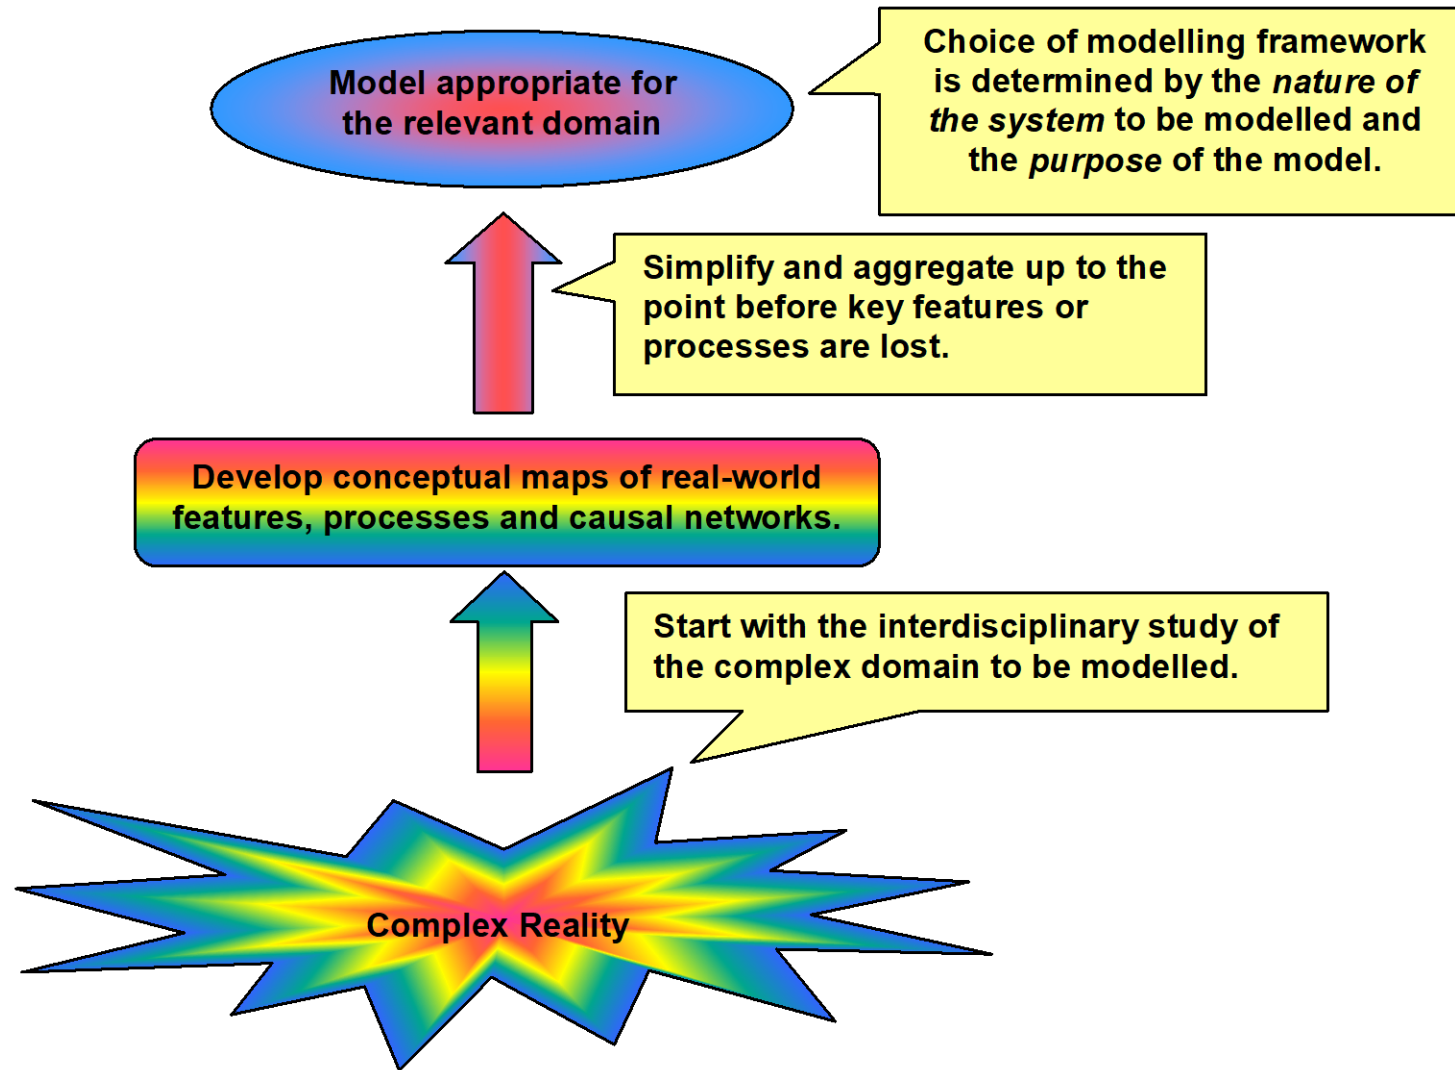 Model appropriate for
the relevant domain
Choice of modelling framework
is determined by the nature of
the system to be modelled and
the purpose of the model.
Simplify and aggregate up to the
point before key features or
processes are lost.
Develop conceptual maps of real-world
features, processes and causal networks.
Start with the interdisciplinary study of
the complex domain to be modelled.
Complex Reality